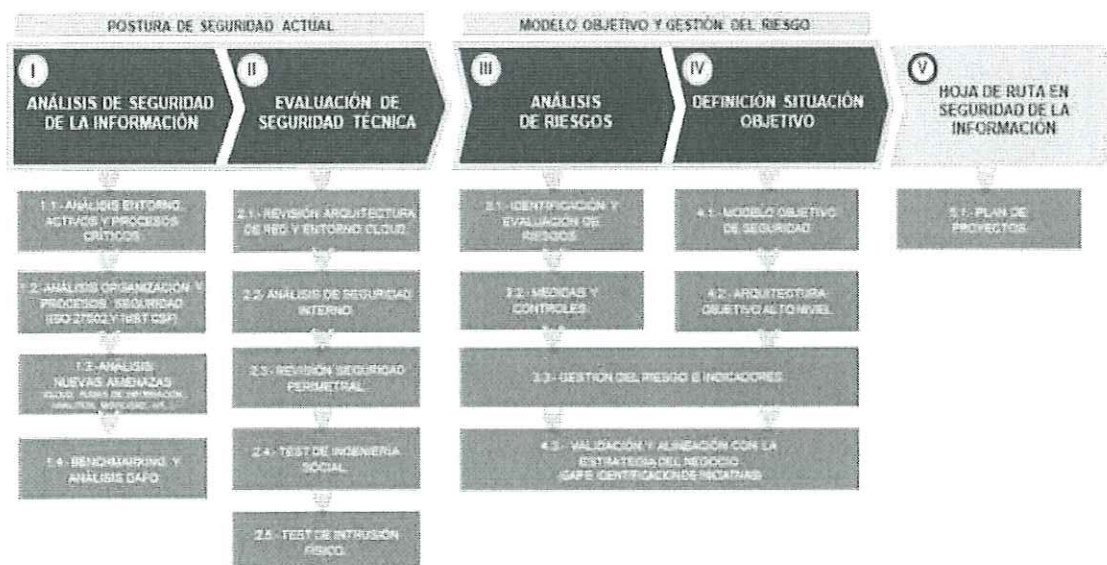 POSTURA DE SEGURIDAD ACTUAL
MODELO OBJETIVO Y GESTIÓN DEL RIESGO
I
ANÁLISIS DE SEGURIDAD
DE LA INFORMACIÓN
II
EVALUACIÓN DE
SEGURIDAD TÉCNICA
III
ANÁLISIS
DE RIESGOS
IV
DEFINICIÓN SITUACIÓN
OBJETIVO
V
HOJA DE RUTA EN
SEGURIDAD DE LA
INFORMACIÓN
1.1.- ANÁLISIS ENTORNO,
ACTIVOS Y PROCESOS
CRÍTICOS
1.2.- ANÁLISIS ORGANIZACIÓN Y
PROCESOS SEGURIDAD
(ISO 27002 Y NIST CSF)
1.3.- ANÁLISIS
NUEVAS AMENAZAS
1.4.- BENCHMARKING Y
ANÁLISIS DAFO
2.1.- REVISIÓN ARQUITECTURA
DE RED Y ENTORNO CLOUD.
2.2.- ANÁLISIS DE SEGURIDAD
INTERNO.
2.3.- REVISIÓN SEGURIDAD
PERIMETRAL.
2.4.- TEST DE INGENIERIA
SOCIAL.
2.5.- TEST DE INTRUSIÓN
FÍSICO.
3.1.- IDENTIFICACIÓN Y
EVALUACIÓN DE
RIESGOS.
3.2.- MEDIDAS Y
CONTROLES.
4.1.- MODELO OBJETIVO
DE SEGURIDAD.
4.2.- ARQUITECTURA
OBJETIVO ALTO NIVEL.
3.3.- GESTIÓN DEL RIESGO E INDICADORES.
4.3.- VALIDACIÓN Y ALINEACIÓN CON LA
ESTRATEGIA DEL NEGOCIO
(GAP E IDENTIFICACION DE INICIATIVAS)
5.1.- PLAN DE
PROYECTOS.